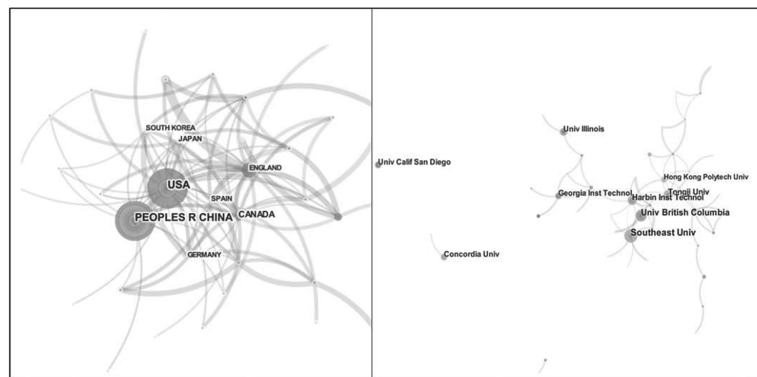 SOUTH KOREA
JAPAN
ENGLAND
USA
SPAIN
PEOPLES R CHINA
CANADA
GERMANY
Univ Illinois
Univ Calif San Diego
Hong Kong Polytech Univ
Georgia Inst Technol
Tongji Univ
Harbin Inst Technol
Univ British Columbia
Southeast Univ
Concordia Univ